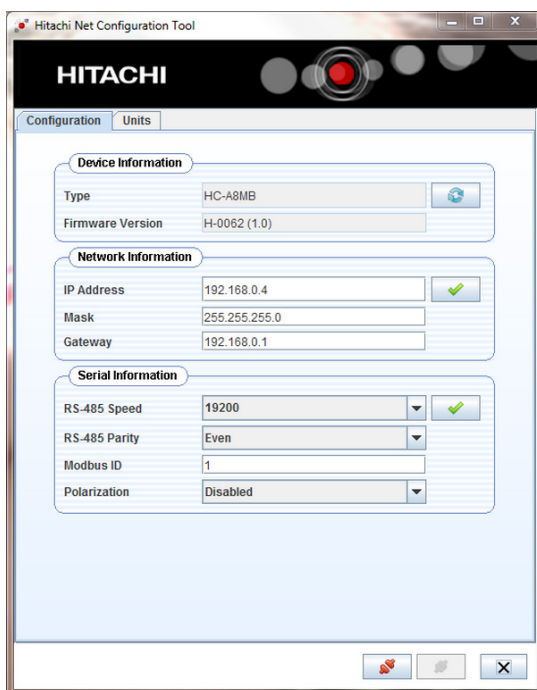 Hitachi Net Configuration Tool
HITACHI
Configuration Units
Device Information
Type HC-A8MB
Firmware Version H-0062 (1.0)
Network Information
IP Address 192.168.0.4
Mask 255.255.255.0
Gateway 192.168.0.1
Serial Information
RS-485 Speed 19200
RS-485 Parity Even
Modbus ID 1
Polarization Disabled